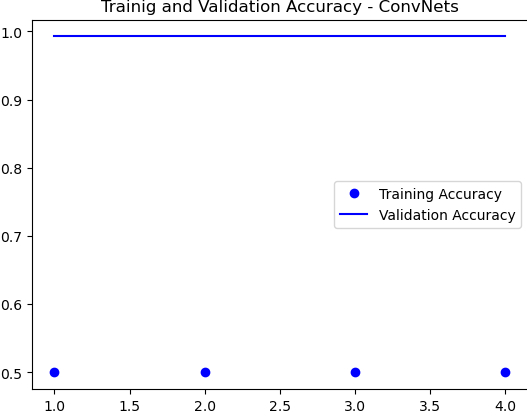 Trainig and Validation Accuracy - ConvNets
1.0
0.9
0.8
0.7
0.6
0.5
Training Accuracy
Validation Accuracy
1.0 1.5 2.0 2.5 3.0 3.5 4.0